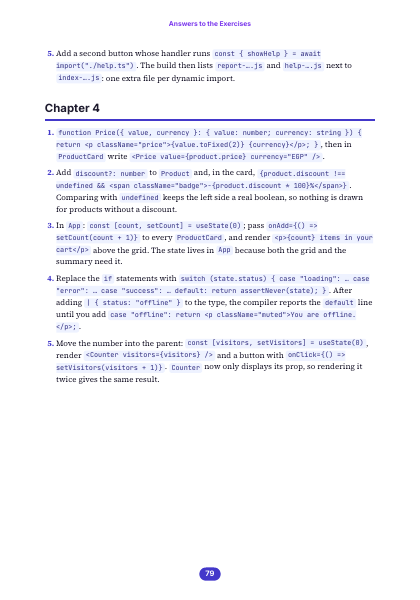 Answers to the Exercises
5. Add a second button whose handler runs const { showHelp } = await
import("./help.ts") . The build then lists report-….js and help-….js next to
index-….js : one extra file per dynamic import.
Chapter 4
1. function Price({ value, currency }: { value: number; currency: string }) {
return <p className="price">{value.toFixed(2)} {currency}</p>; } , then in
ProductCard write <Price value={product.price} currency="EGP" /> .
2. Add discount?: number to Product and, in the card, {product.discount !==
undefined && <span className="badge">-{product.discount * 100}%</span>} .
Comparing with undefined keeps the left side a real boolean, so nothing is drawn
for products without a discount.
3. In App : const [count, setCount] = useState(0) ; pass onAdd={() =>
setCount(count + 1)} to every ProductCard , and render <p>{count} items in your
cart</p> above the grid. The state lives in App because both the grid and the
summary need it.
4. Replace the if statements with switch (state.status) { case "loading": … case
"error": … case "success": … default: return assertNever(state); } . After
adding | { status: "offline" } to the type, the compiler reports the default line
until you add case "offline": return <p className="muted">You are offline.
</p>; .
5. Move the number into the parent: const [visitors, setVisitors] = useState(0) ,
render <Counter visitors={visitors} /> and a button with onClick={() =>
setVisitors(visitors + 1)} . Counter now only displays its prop, so rendering it
twice gives the same result.
79